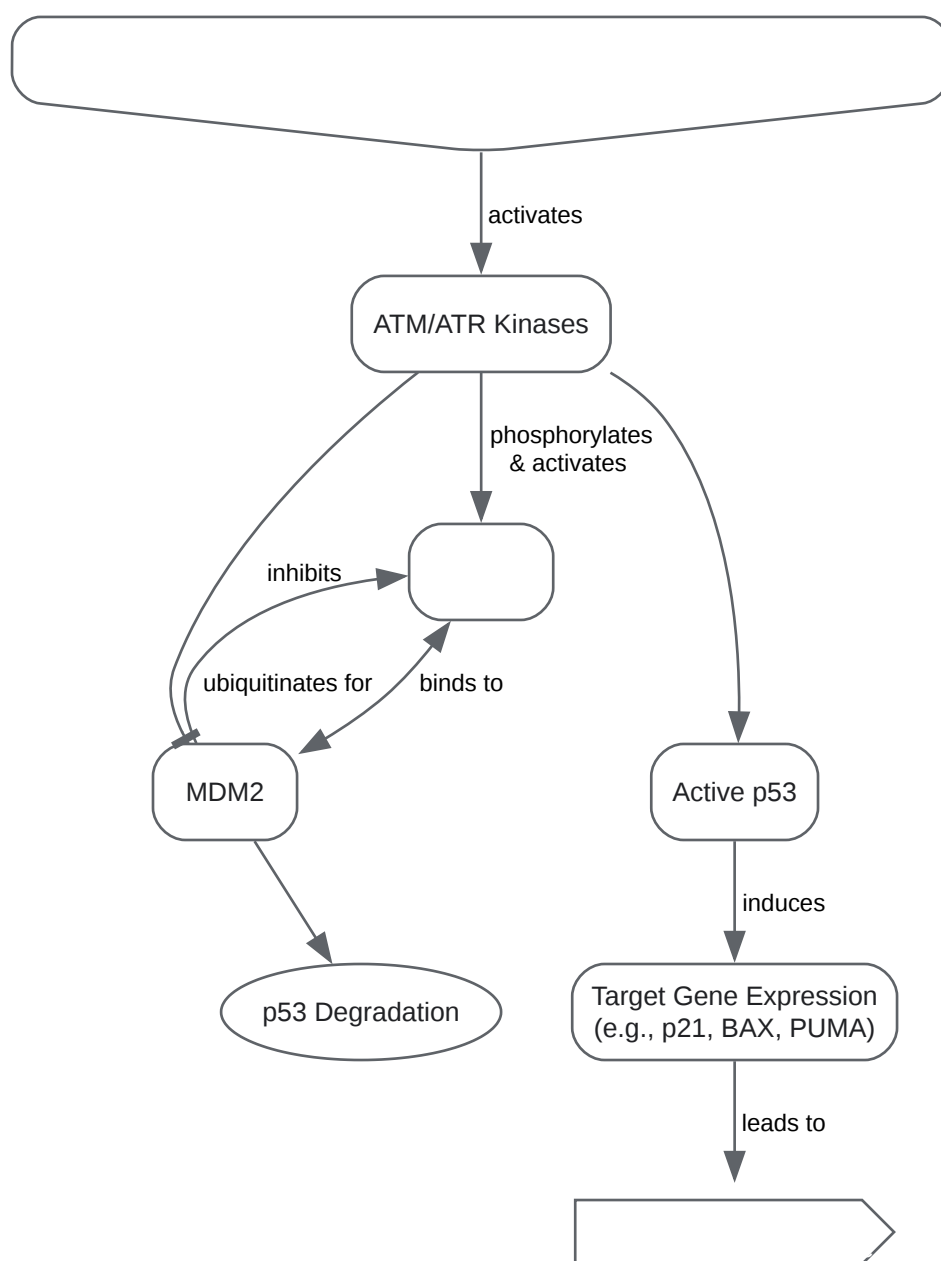 activates
ATM/ATR Kinases
phosphorylates
& activates
inhibits
ubiquitinates for
binds to
MDM2
Active p53
induces
p53 Degradation
Target Gene Expression
(e.g., p21, BAX, PUMA)
leads to